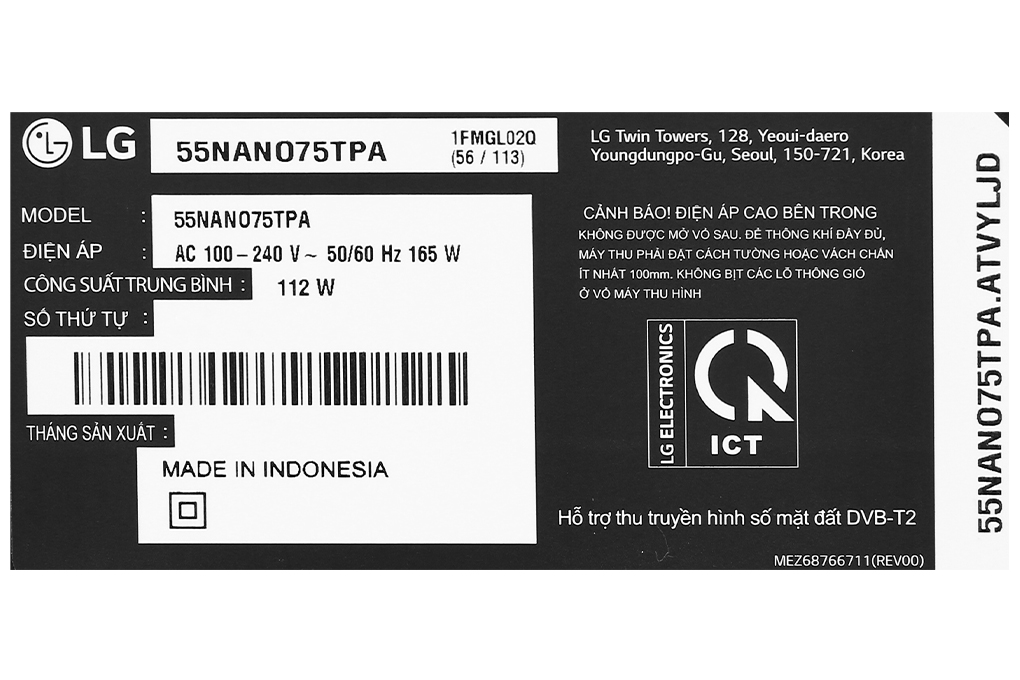 LG
55NANO75TPA
1FMGL02Q
(56 / 113)
LG Twin Towers, 128, Yeoui-daero
Youngdungpo-Gu, Seoul, 150-721, Korea
MODEL : 55NANO75TPA
ĐIỆN ÁP : AC 100 – 240 V ~ 50/60 Hz 165 W
CÔNG SUẤT TRUNG BÌNH : 112 W
SỐ THỨ TỰ :
THÁNG SẢN XUẤT :
MADE IN INDONESIA
CẢNH BÁO! ĐIỆN ÁP CAO BÊN TRONG
KHÔNG ĐƯỢC MỞ VỎ SAU. ĐỂ THÔNG KHÍ ĐẦY ĐỦ,
MÁY THU PHẢI ĐẶT CÁCH TƯỜNG HOẶC VÁCH CHẮN
ÍT NHẤT 100mm. KHÔNG BỊT CÁC LỖ THÔNG GIÓ
Ở VỎ MÁY THU HÌNH
LG ELECTRONICS
ICT
Hỗ trợ thu truyền hình số mặt đất DVB-T2
MEZ68766711(REV00)
55NANO75TPA.ATVYLJD